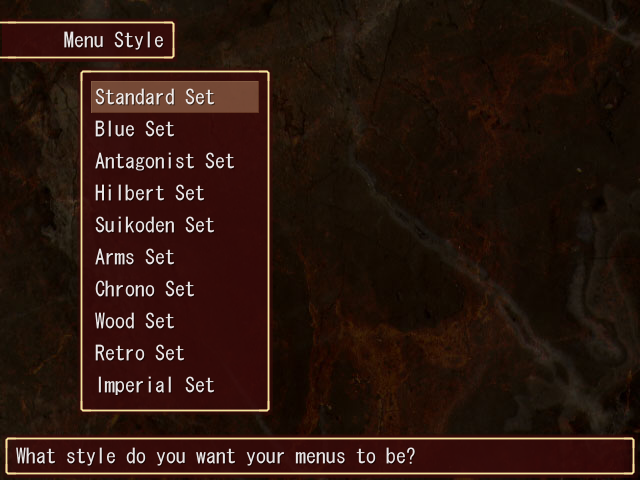 Menu Style
Standard Set
Blue Set
Antagonist Set
Hilbert Set
Suikoden Set
Arms Set
Chrono Set
Wood Set
Retro Set
Imperial Set
What style do you want your menus to be?